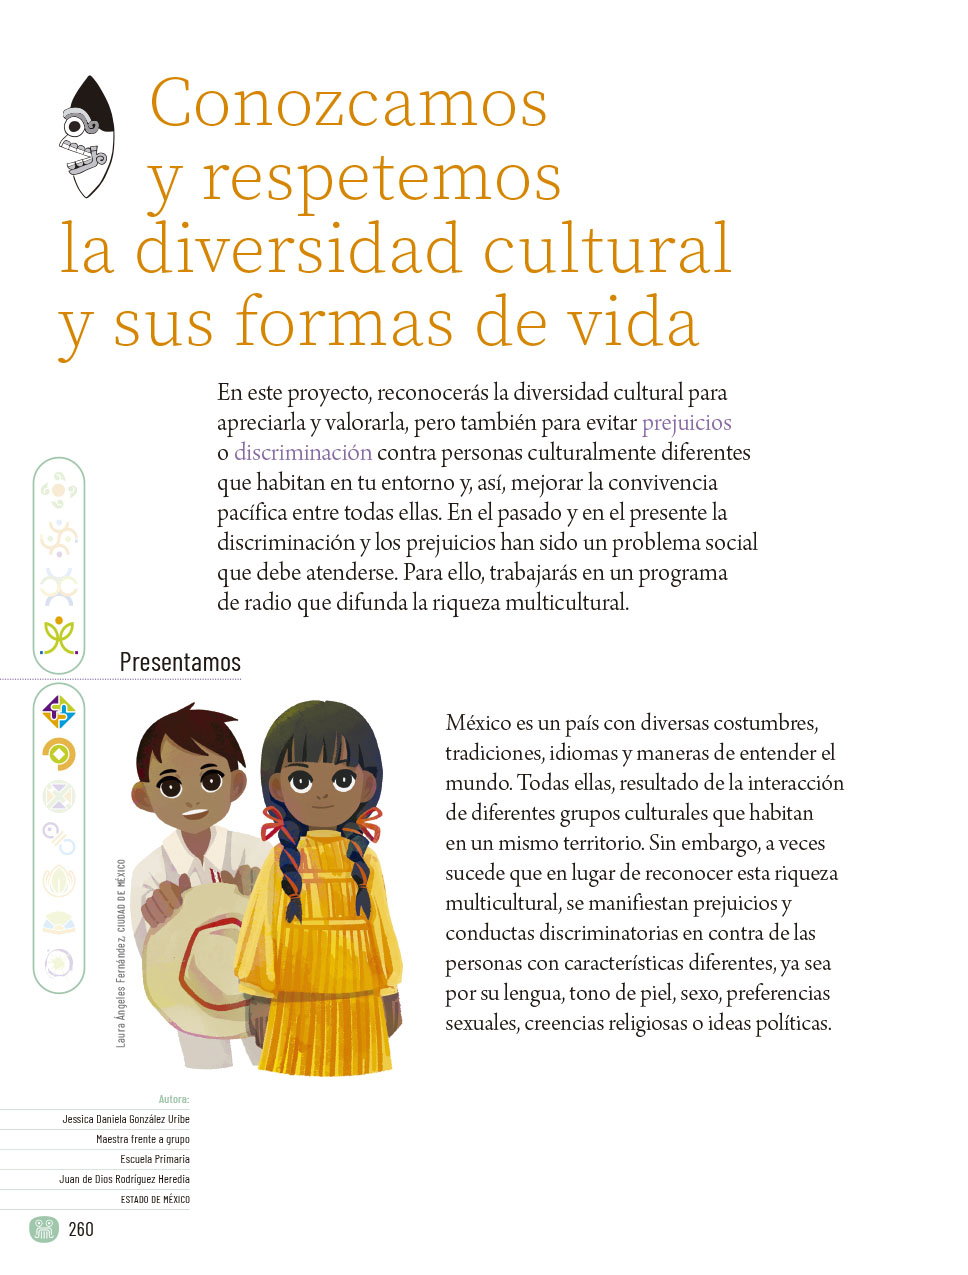 Conozcamos
y respetemos
la diversidad cultural
y sus formas de vida
En este proyecto, reconocerás la diversidad cultural para
apreciarla y valorarla, pero también para evitar prejuicios
o discriminación contra personas culturalmente diferentes
que habitan en tu entorno y, así, mejorar la convivencia
pacífica entre todas ellas. En el pasado y en el presente la
discriminación y los prejuicios han sido un problema social
que debe atenderse. Para ello, trabajarás en un programa
de radio que difunda la riqueza multicultural.
Presentamos
México es un país con diversas costumbres,
tradiciones, idiomas y maneras de entender el
mundo. Todas ellas, resultado de la interacción
de diferentes grupos culturales que habitan
en un mismo territorio. Sin embargo, a veces
sucede que en lugar de reconocer esta riqueza
multicultural, se manifiestan prejuicios y
conductas discriminatorias en contra de las
personas con características diferentes, ya sea
por su lengua, tono de piel, sexo, preferencias
sexuales, creencias religiosas o ideas políticas.
Laura Ángeles Fernández, CIUDAD DE MÉXICO
Autora:
Jessica Daniela González Uribe
Maestra frente a grupo
Escuela Primaria
Juan de Dios Rodríguez Heredia
ESTADO DE MÉXICO
260